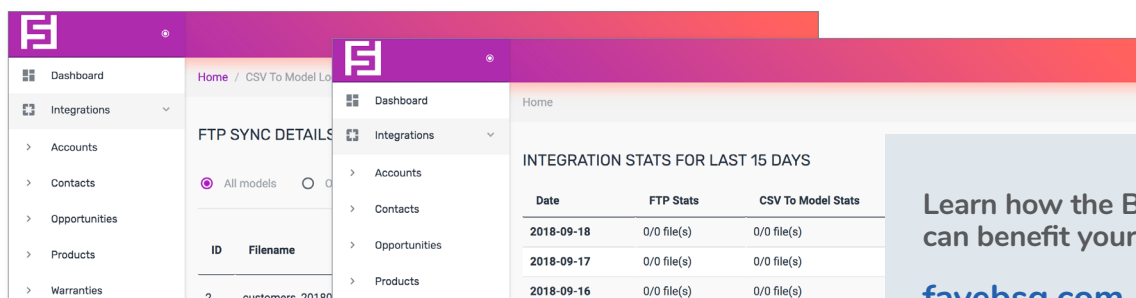 Dashboard
Integrations
Accounts
Contacts
Opportunities
Products
Warranties
Home / CSV To Model
FTP SYNC DETAILS
All models
ID Filename
2
Dashboard
Integrations
Accounts
Contacts
Opportunities
Products
Home
INTEGRATION STATS FOR LAST 15 DAYS
Date FTP Stats CSV To Model Stats
2018-09-18 0/0 file(s) 0/0 file(s)
2018-09-17 0/0 file(s) 0/0 file(s)
2018-09-16 0/0 file(s) 0/0 file(s)
Learn how the B
can benefit your
favebsg.com